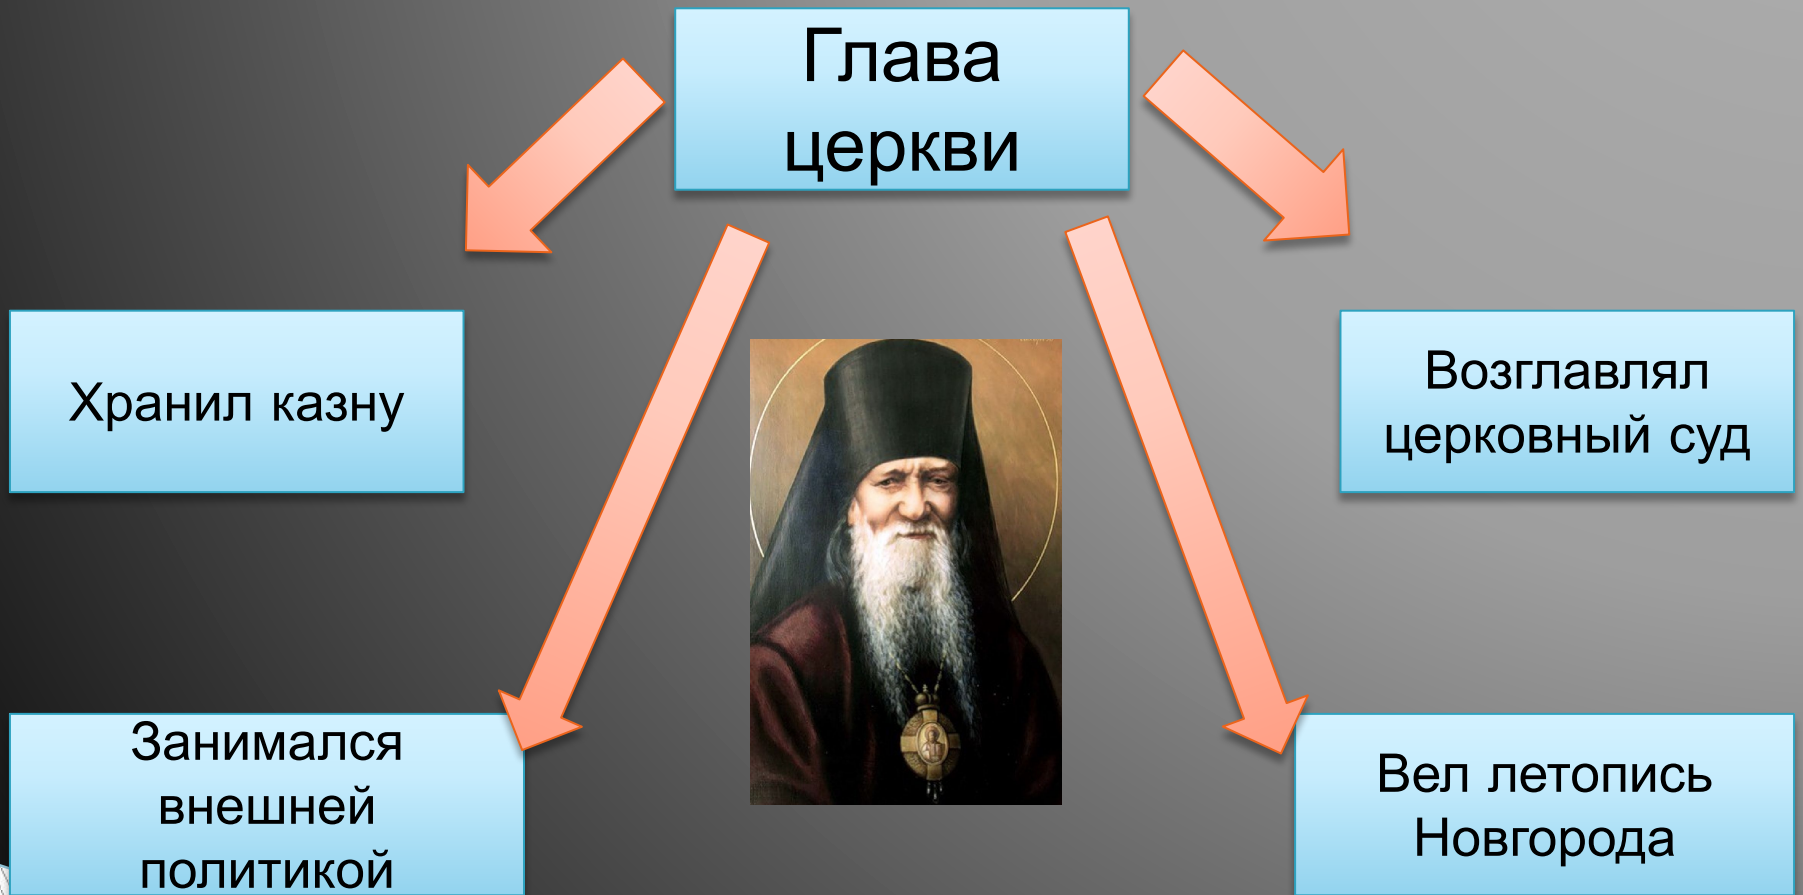 Глава
церкви
Хранил казну
Возглавлял
церковный суд
Занимался
внешней
политикой
Вел летопись
Новгорода